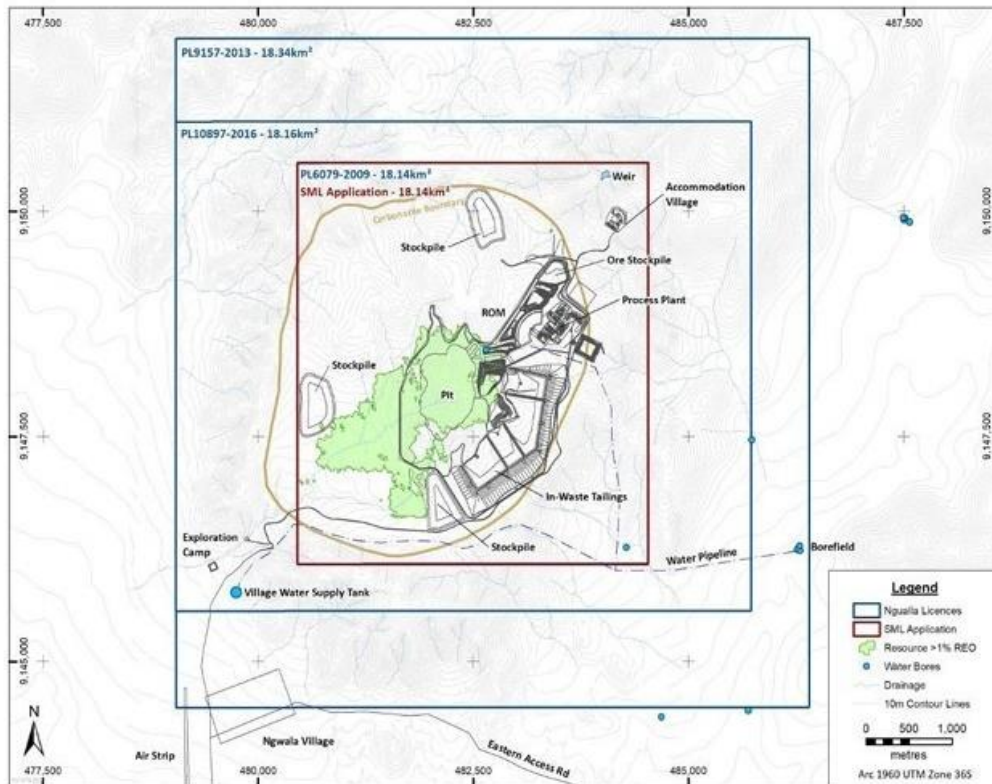 477,500
480,000
482,500
485,000
487,500
PL9157-2013 - 18.34km²
PL10897-2016 - 18.16km²
PL6079-2009 - 18.14km²
SML Application - 18.14km²
Weir
Accommodation
Village
9,150,000
9,150,000
Carbonatite Boundary
Stockpile
Ore Stockpile
Process Plant
ROM
Stockpile
Pit
9,147,500
9,147,500
In-Waste Tailings
Exploration
Camp
Stockpile
Water Pipeline
Borefield
Village Water Supply Tank
9,145,000
Ngwala Village
Air Strip
Eastern Access Rd
N
Legend
Ngualla Licences
SML Application
Resource >1% REO
Water Bores
Drainage
10m Contour Lines
0 500 1,000
metres
Arc 1960 UTM Zone 36S
477,500
480,000
482,500
485,000